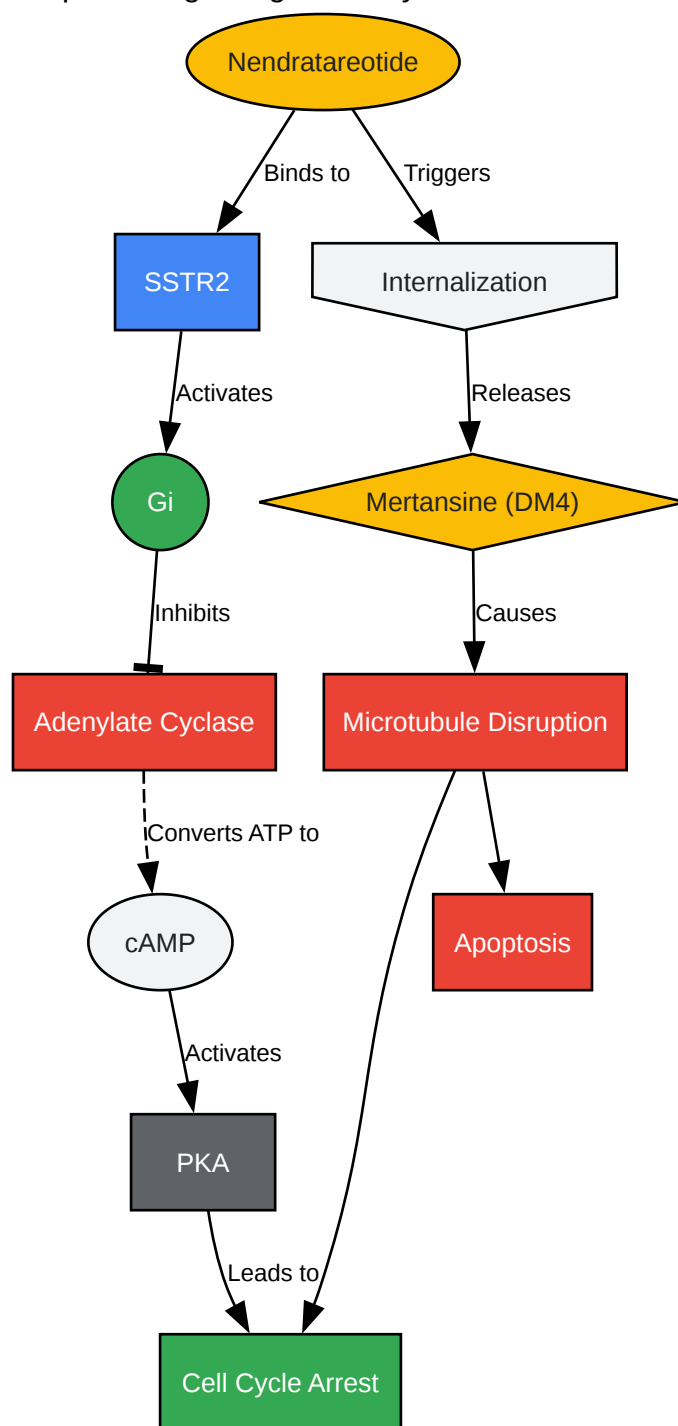 Nendratareotide
Binds to
Triggers
SSTR2
Internalization
Activates
Releases
Gi
Mertansine (DM4)
Inhibits
Causes
Adenylate Cyclase
Microtubule Disruption
Converts ATP to
cAMP
Apoptosis
Activates
PKA
Leads to
Cell Cycle Arrest